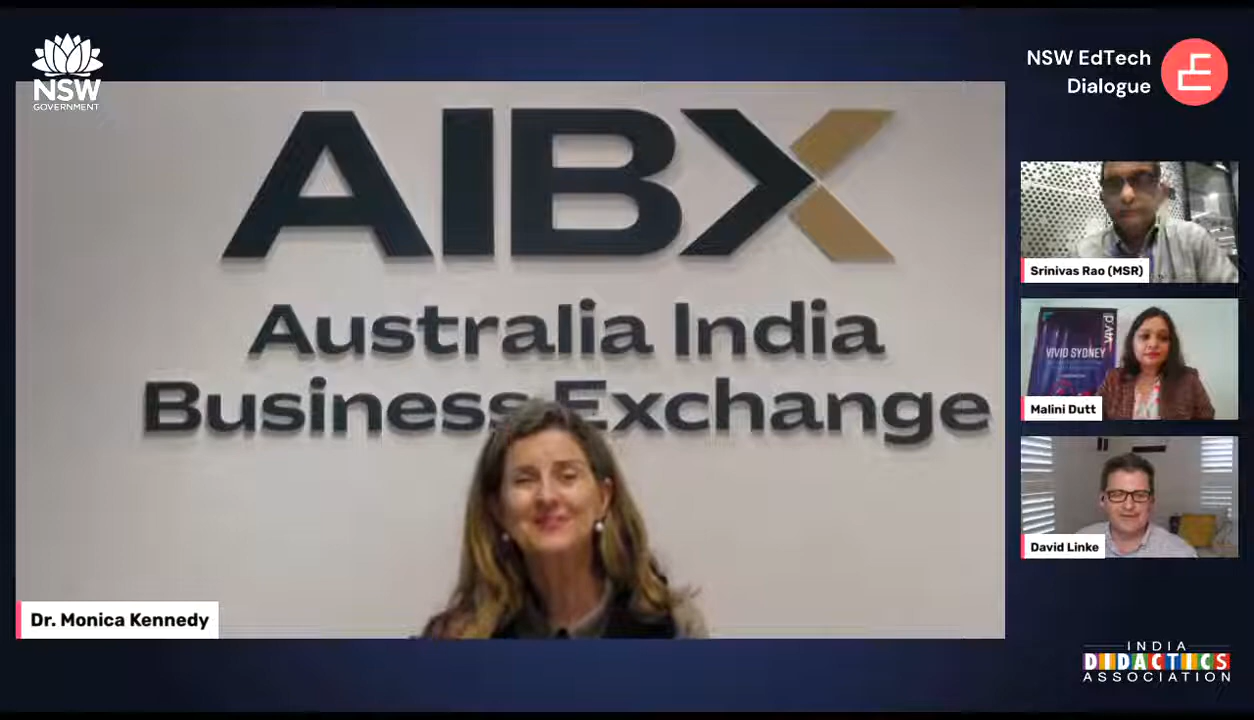 NSW
GOVERNMENT
NSW EdTech
Dialogue
AIBX
Australia India
Business Exchange
Dr. Monica Kennedy
Srinivas Rao (MSR)
VIVID SYDNEY
Malini Dutt
David Linke
INDIA
DIDACTICS
ASSOCIATION